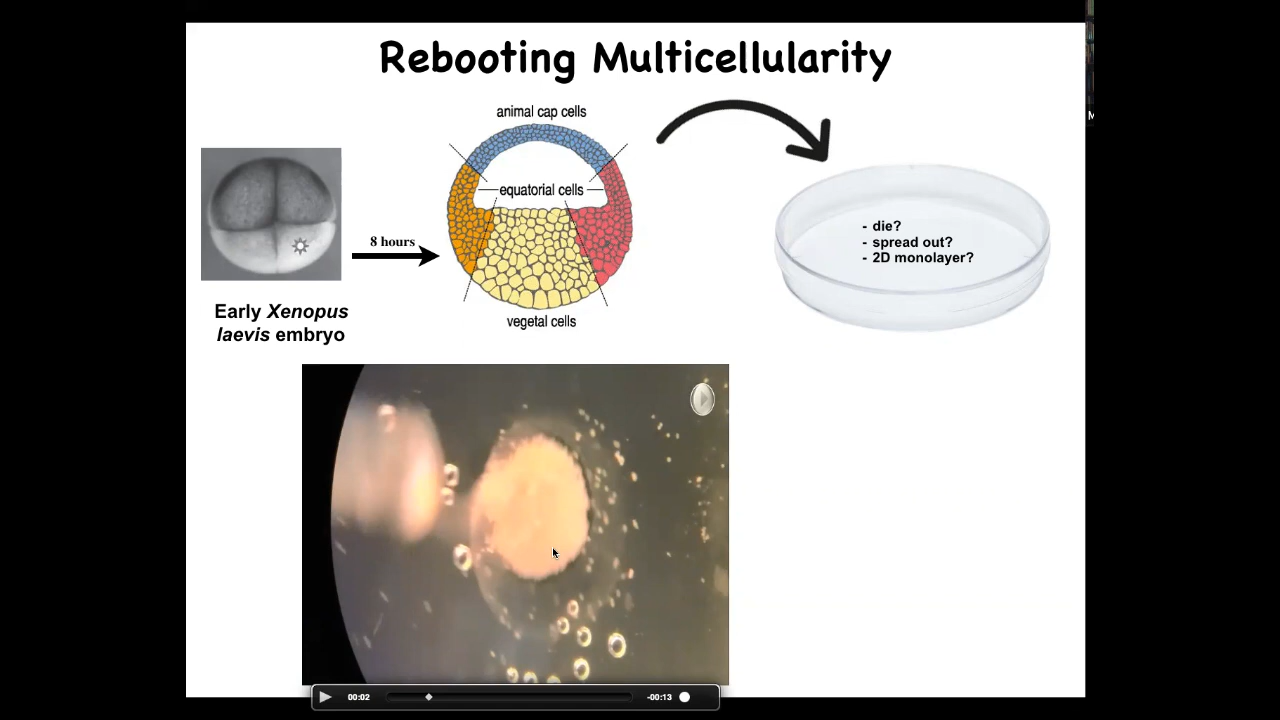 Rebooting Multicellularity
animal cap cells
equatorial cells
8 hours
vegetal cells
Early Xenopus
laevis embryo
- die?
- spread out?
- 2D monolayer?
M
00:02
-00:13